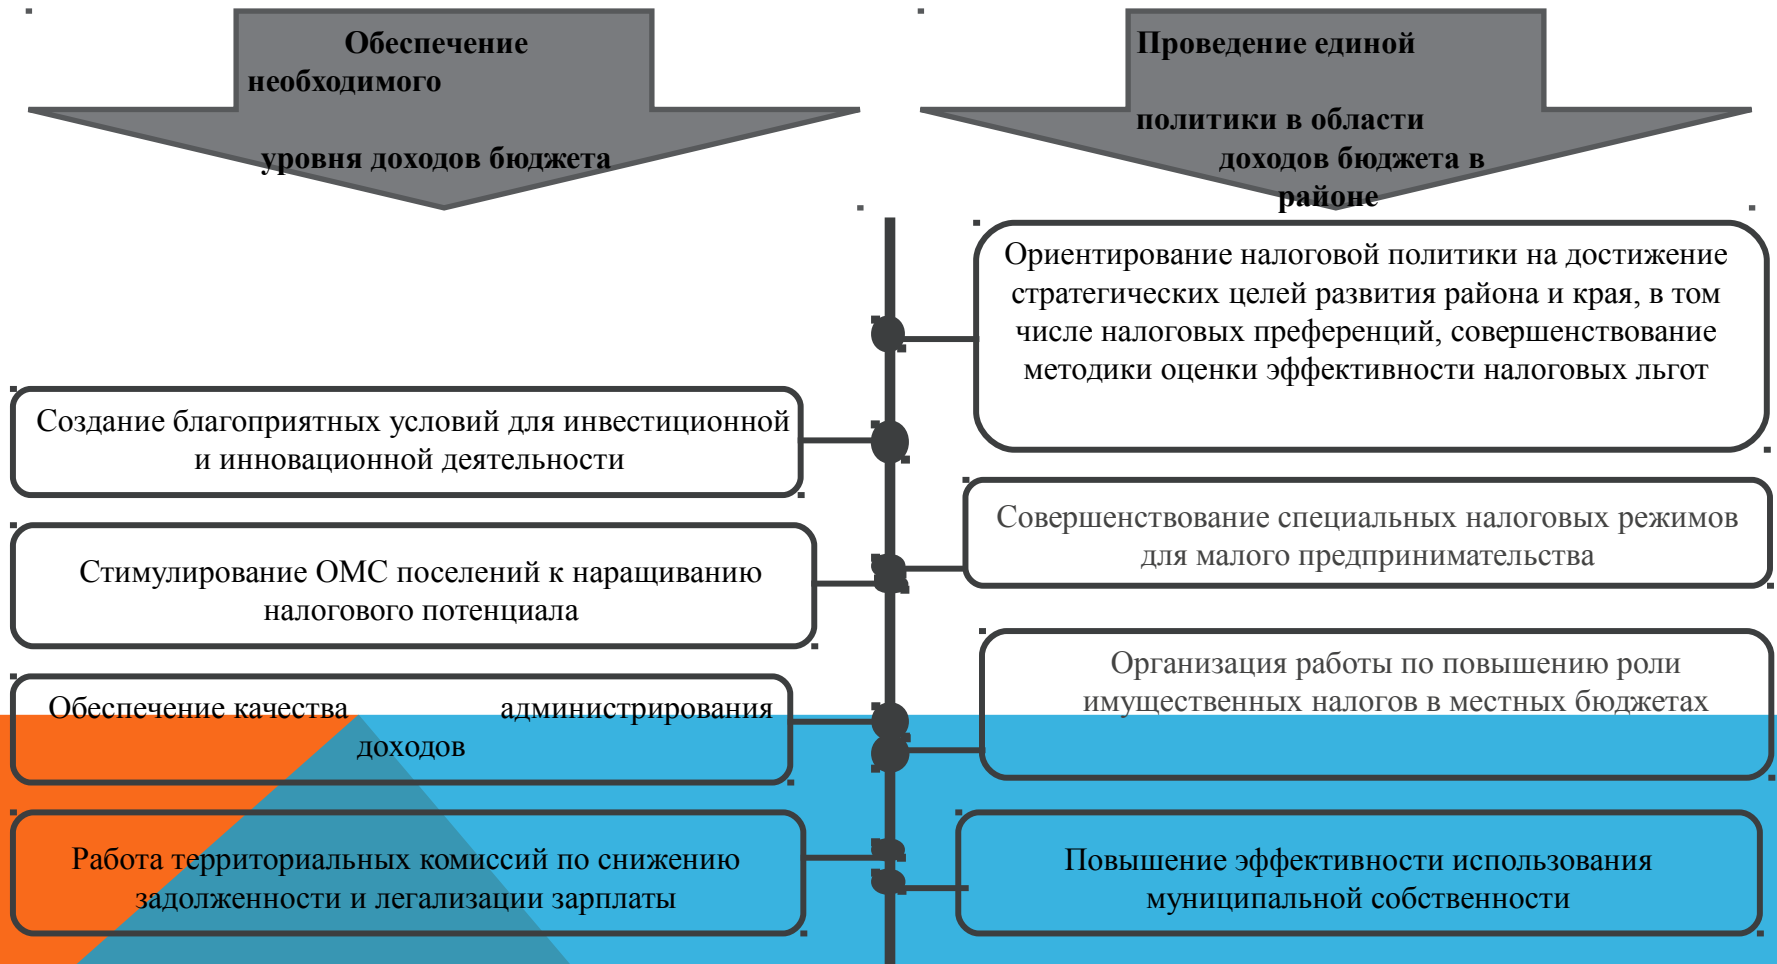 Обеспечение
необходимого
уровня доходов бюджета
Проведение единой
политики в области
доходов бюджета в
районе
Ориентирование налоговой политики на достижение
стратегических целей развития района и края, в том
числе налоговых преференций, совершенствование
методики оценки эффективности налоговых льгот
Создание благоприятных условий для инвестиционной
и инновационной деятельности
Совершенствование специальных налоговых режимов
для малого предпринимательства
Стимулирование ОМС поселений к наращиванию
налогового потенциала
Организация работы по повышению роли
имущественных налогов в местных бюджетах
Обеспечение качества администрирования
доходов
Работа территориальных комиссий по снижению
задолженности и легализации зарплаты
Повышение эффективности использования
муниципальной собственности